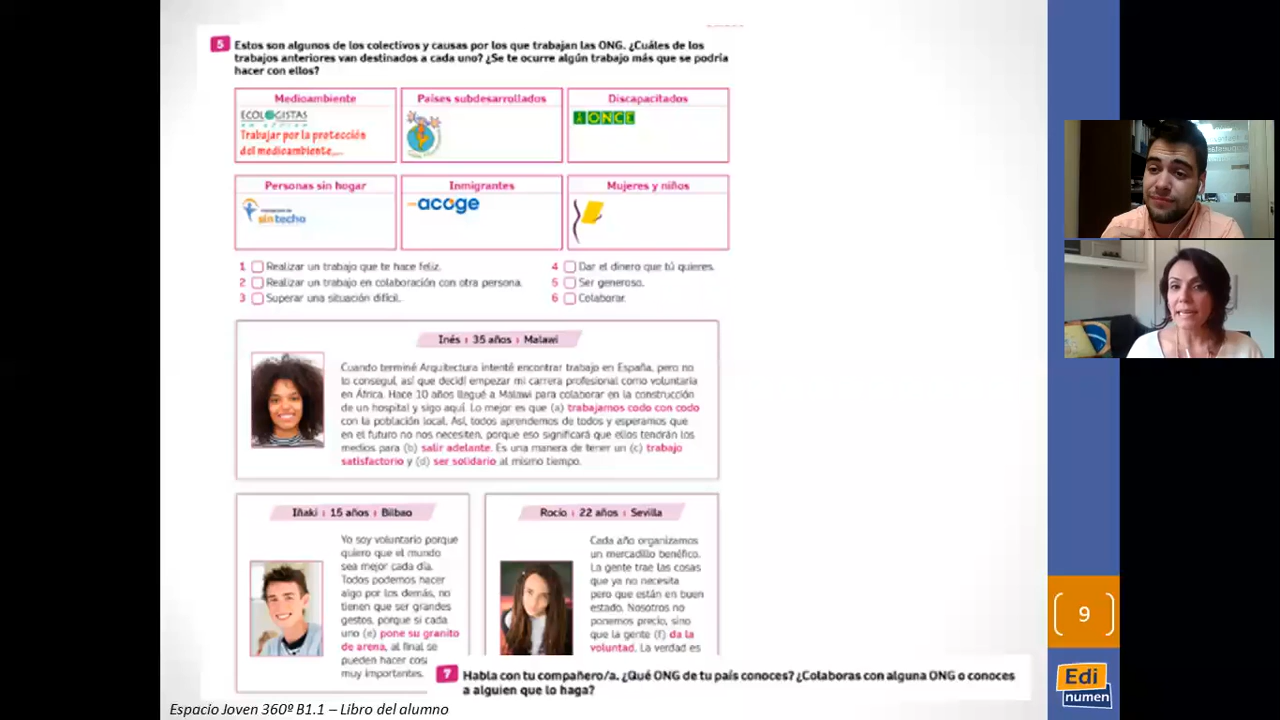 5 Estos son algunos de los colectivos y causas por los que trabajan las ONG. ¿Cuáles de los
trabajos anteriores van destinados a cada uno? ¿Se te ocurre algún trabajo más que se podría
hacer con ellos?
Medioambiente
ECOLOGISTAS
en acción
Trabajar por la protección
del medioambiente,...
Países subdesarrollados
Discapacitados
ONCE
Personas sin hogar
sin techo
Inmigrantes
acoge
Mujeres y niños
1 Realizar un trabajo que te hace feliz.
2 Realizar un trabajo en colaboración con otra persona.
3 Superar una situación difícil.
4 Dar el dinero que tú quieres.
5 Ser generoso.
6 Colaborar.
Inés 35 años Malawi
Cuando terminé Arquitectura intenté encontrar trabajo en España, pero no
lo conseguí, así que decidí empezar mi carrera profesional como voluntaria
en África. Hace 10 años llegué a Malawi para colaborar en la construcción
de un hospital y sigo aquí. Lo mejor es que (a) trabajamos codo con codo
con la población local. Así, todos aprendemos de todos y esperamos que
en el futuro no nos necesiten, porque eso significará que ellos tendrán los
medios para (b) salir adelante. Es una manera de tener un (c) trabajo
satisfactorio y (d) ser solidario al mismo tiempo.
Iñaki 15 años Bilbao
Yo soy voluntario porque
quiero que el mundo
sea mejor cada día.
Todos podemos hacer
algo por los demás, no
tienen que ser grandes
gestos, porque si cada
uno (e) pone su granito
de arena, al final se
pueden hacer cos
muy importantes.
Rocío 22 años Sevilla
Cada año organizamos
un mercadillo benéfico.
La gente trae las cosas
que ya no necesita
pero que están en buen
estado. Nosotros no
ponemos precio, sino
que la gente (f) da la
voluntad. La verdad es
7 Habla con tu compañero/a. ¿Qué ONG de tu país conoces? ¿Colaboras con alguna ONG o conoces
a alguien que lo haga?
Espacio Joven 360º B1.1 – Libro del alumno
9
Edi
numen